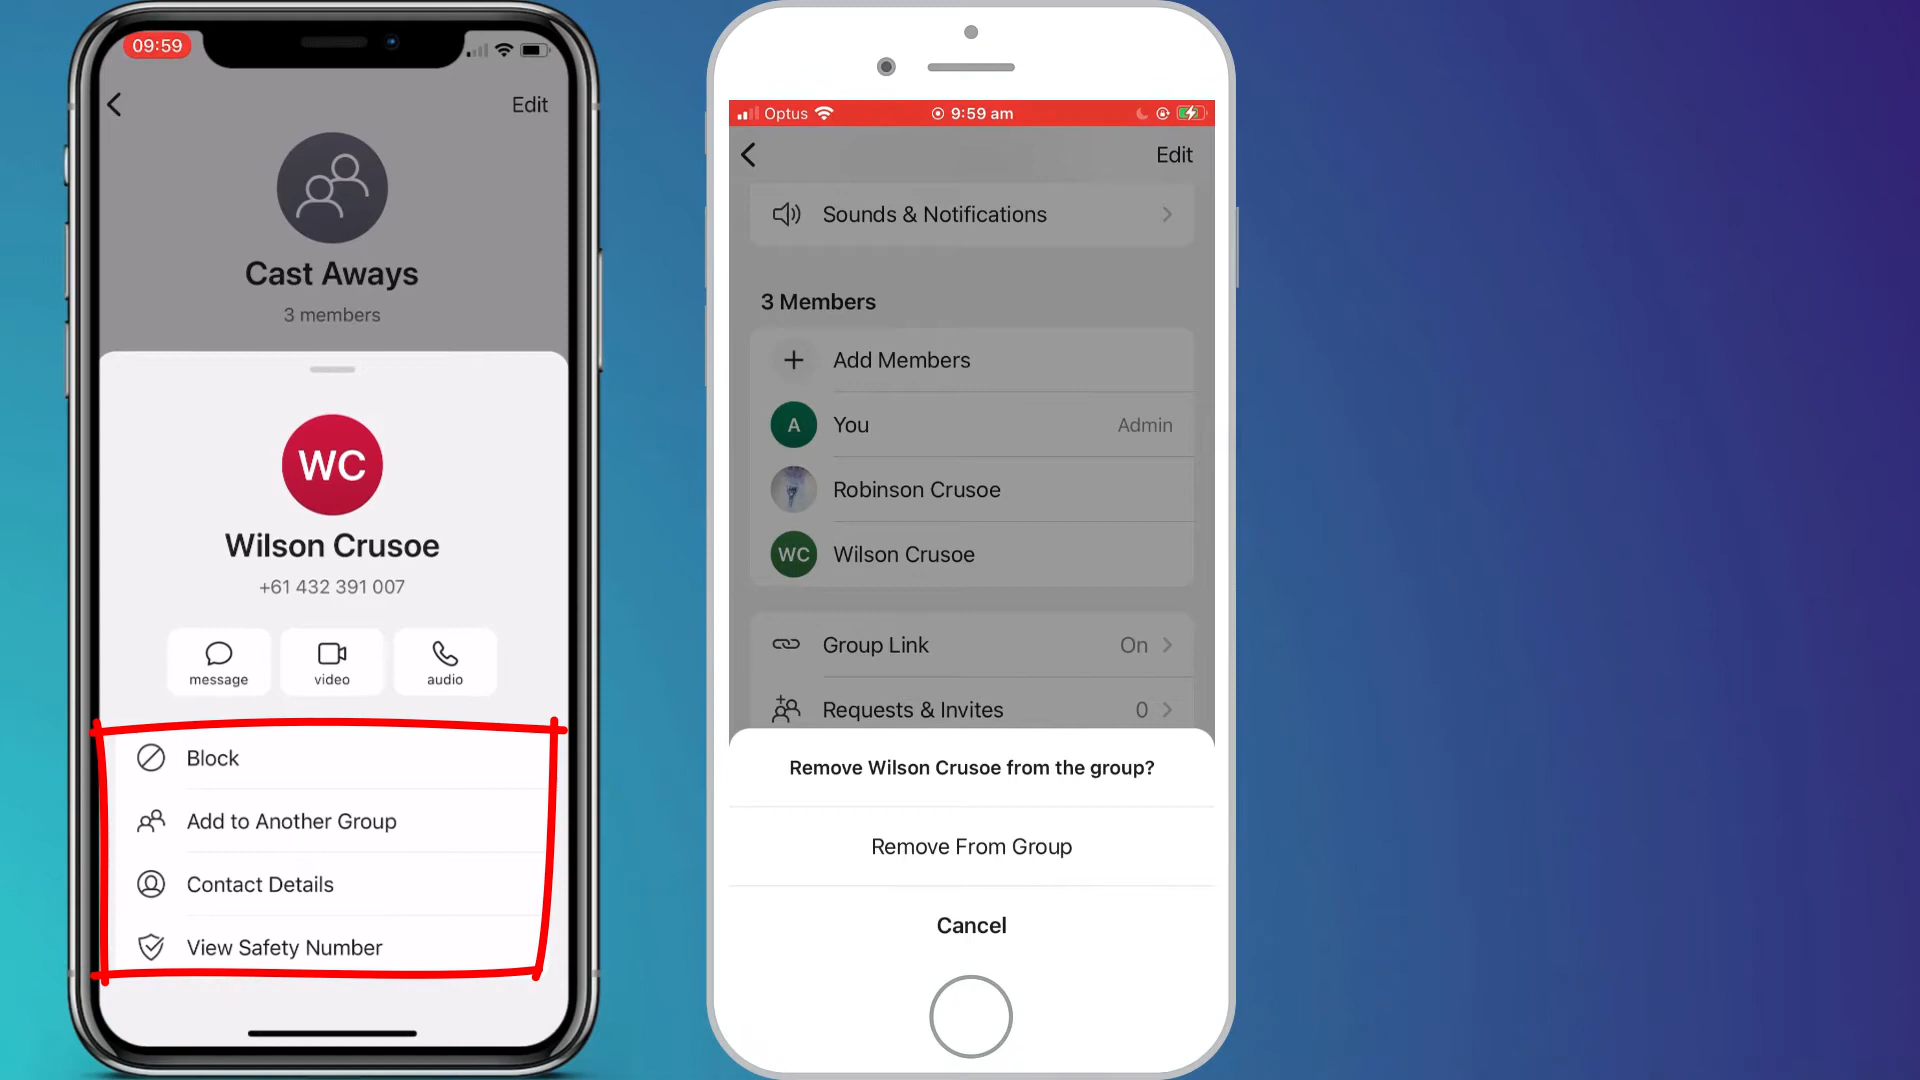 09:59
Edit
Cast Aways
3 members
WC
Wilson Crusoe
+61 432 391 007
message
video
audio
Block
Add to Another Group
Contact Details
View Safety Number
Optus
9:59 am
Edit
Sounds & Notifications
3 Members
Add Members
A
You
Admin
Robinson Crusoe
WC
Wilson Crusoe
Group Link
On
Requests & Invites
0
Remove Wilson Crusoe from the group?
Remove From Group
Cancel